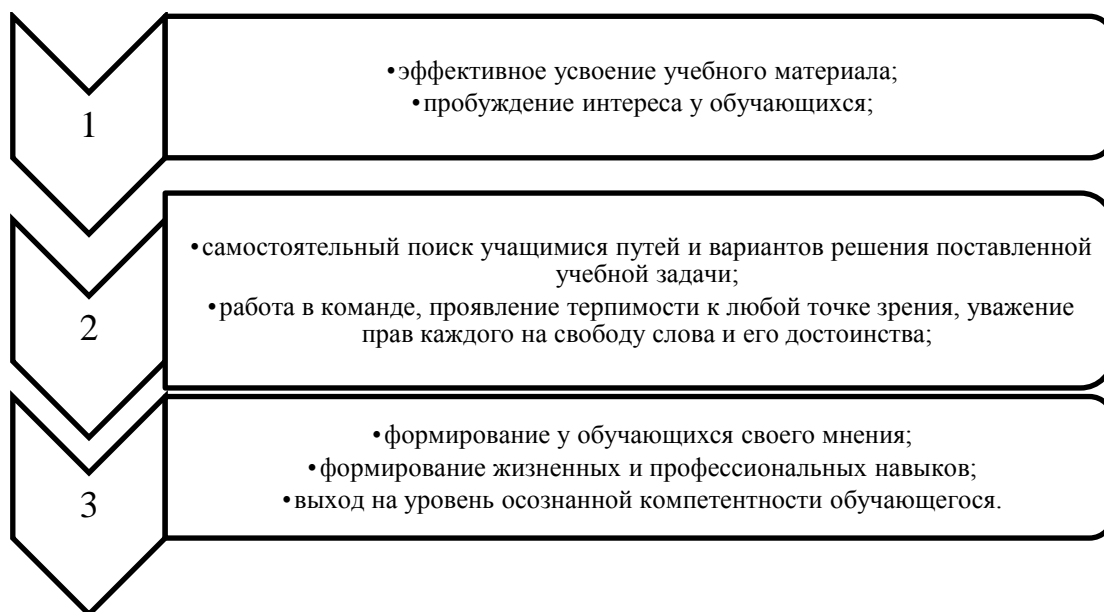 1
•эффективное усвоение учебного материала;
•пробуждение интереса у обучающихся;
2
•самостоятельный поиск учащимися путей и вариантов решения поставленной
учебной задачи;
•работа в команде, проявление терпимости к любой точке зрения, уважение
прав каждого на свободу слова и его достоинства;
3
•формирование у обучающихся своего мнения;
•формирование жизненных и профессиональных навыков;
•выход на уровень осознанной компетентности обучающегося.